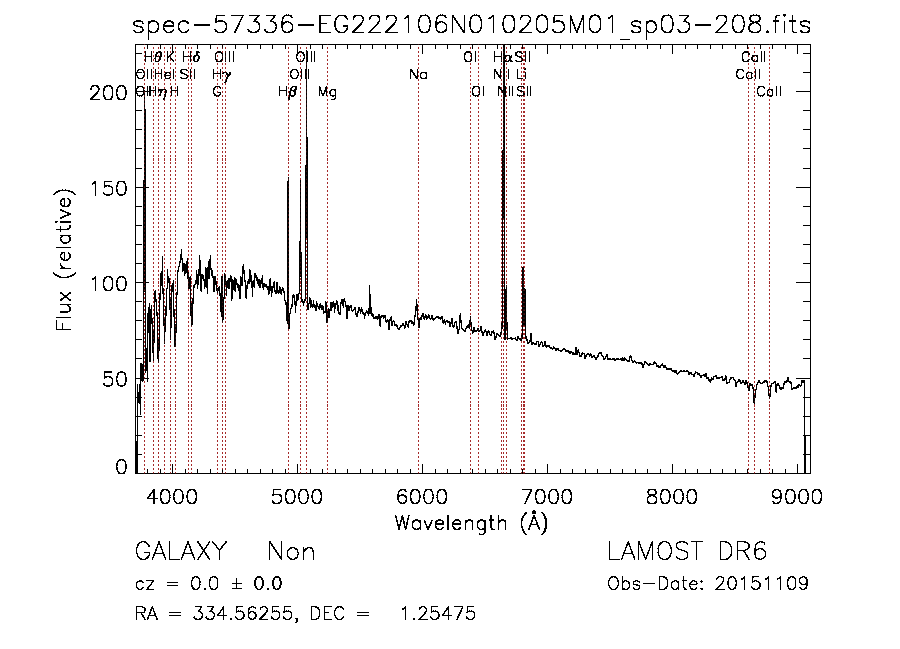 spec-57336-EG222106N010205M01_sp03-208.fits
Hθ K Hδ OIII OIII OI Hα SII CaII
OII HeI SII Hγ OIII Na NII Li CaII
OII Hη H G Hβ Mg OI NII SII CaII
200
150
100
50
0
Flux (relative)
4000 5000 6000 7000 8000 9000
Wavelength (Å)
GALAXY Non LAMOST DR6
cz = 0.0 ± 0.0 Obs-Date: 20151109
RA = 334.56255, DEC = 1.25475